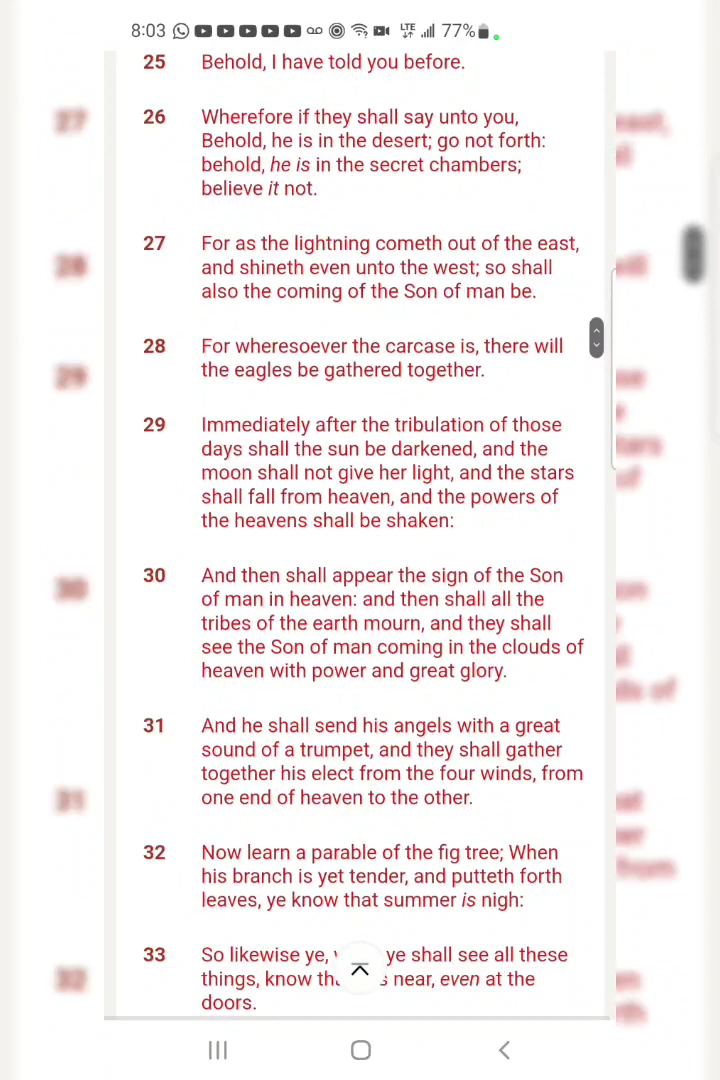 8:03 LTE 77%
25 Behold, I have told you before.
26 Wherefore if they shall say unto you,
Behold, he is in the desert; go not forth:
behold, he is in the secret chambers;
believe it not.
27 For as the lightning cometh out of the east,
and shineth even unto the west; so shall
also the coming of the Son of man be.
28 For wheresoever the carcase is, there will
the eagles be gathered together.
29 Immediately after the tribulation of those
days shall the sun be darkened, and the
moon shall not give her light, and the stars
shall fall from heaven, and the powers of
the heavens shall be shaken:
30 And then shall appear the sign of the Son
of man in heaven: and then shall all the
tribes of the earth mourn, and they shall
see the Son of man coming in the clouds of
heaven with power and great glory.
31 And he shall send his angels with a great
sound of a trumpet, and they shall gather
together his elect from the four winds, from
one end of heaven to the other.
32 Now learn a parable of the fig tree; When
his branch is yet tender, and putteth forth
leaves, ye know that summer is nigh:
33 So likewise ye, ye shall see all these
things, know near, even at the
doors.